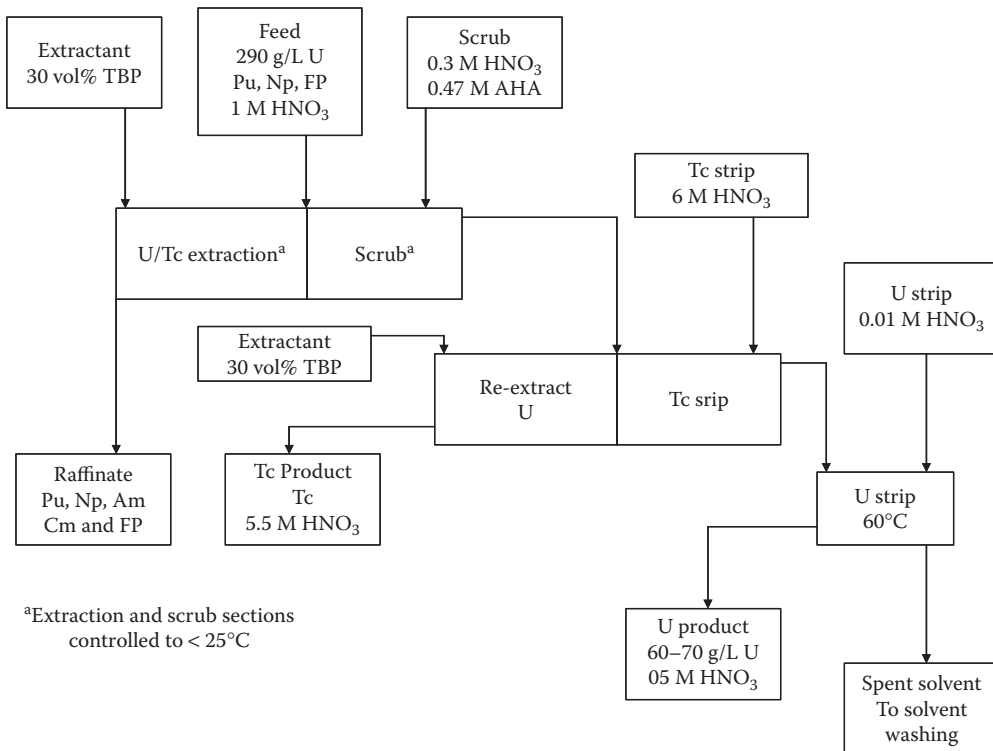 Extractant
30 vol% TBP
Feed
290 g/L U
Pu, Np, FP
1 M HNO₃
Scrub
0.3 M HNO₃
0.47 M AHA
Tc strip
6 M HNO₃
U/Tc extractionᵃ
Scrubᵃ
U strip
0.01 M HNO₃
Extractant
30 vol% TBP
Re-extract
U
Tc srip
Raffinate
Pu, Np, Am
Cm and FP
Tc Product
Tc
5.5 M HNO₃
U strip
60°C
ᵃExtraction and scrub sections
controlled to < 25°C
U product
60–70 g/L U
05 M HNO₃
Spent solvent
To solvent
washing